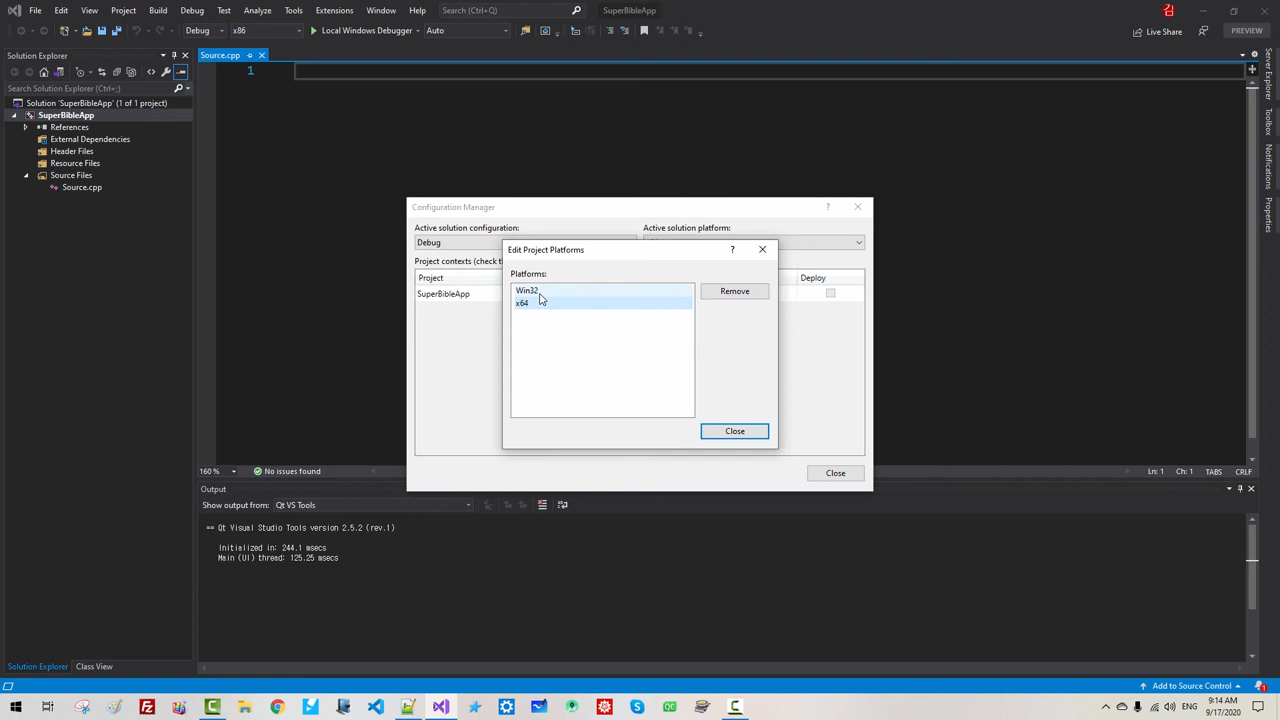 File Edit View Project Build Debug Test Analyze Tools Extensions Window Help Search (Ctrl+Q) SuperBibleApp
Debug x86 Local Windows Debugger Auto Live Share PREVIEW
Solution Explorer
Source.cpp
Search Solution Explorer (Ctrl+;)
1
Solution 'SuperBibleApp' (1 of 1 project)
SuperBibleApp
References
External Dependencies
Header Files
Resource Files
Source Files
Source.cpp
Server Explorer
Toolbox
Notifications
Properties
Configuration Manager
Active solution configuration: Active solution platform:
Debug
Project contexts (check t
Project Deploy
SuperBibleApp
Close
Edit Project Platforms
Platforms:
Win32
x64
Remove
Close
160 % No issues found Ln: 1 Ch: 1 TABS CRLF
Output
Show output from: Qt VS Tools
== Qt Visual Studio Tools version 2.5.2 (rev.1)
Initialized in: 244.1 msecs
Main (UI) thread: 125.25 msecs
Solution Explorer Class View
Add to Source Control
ENG
9:14 AM
9/17/2020